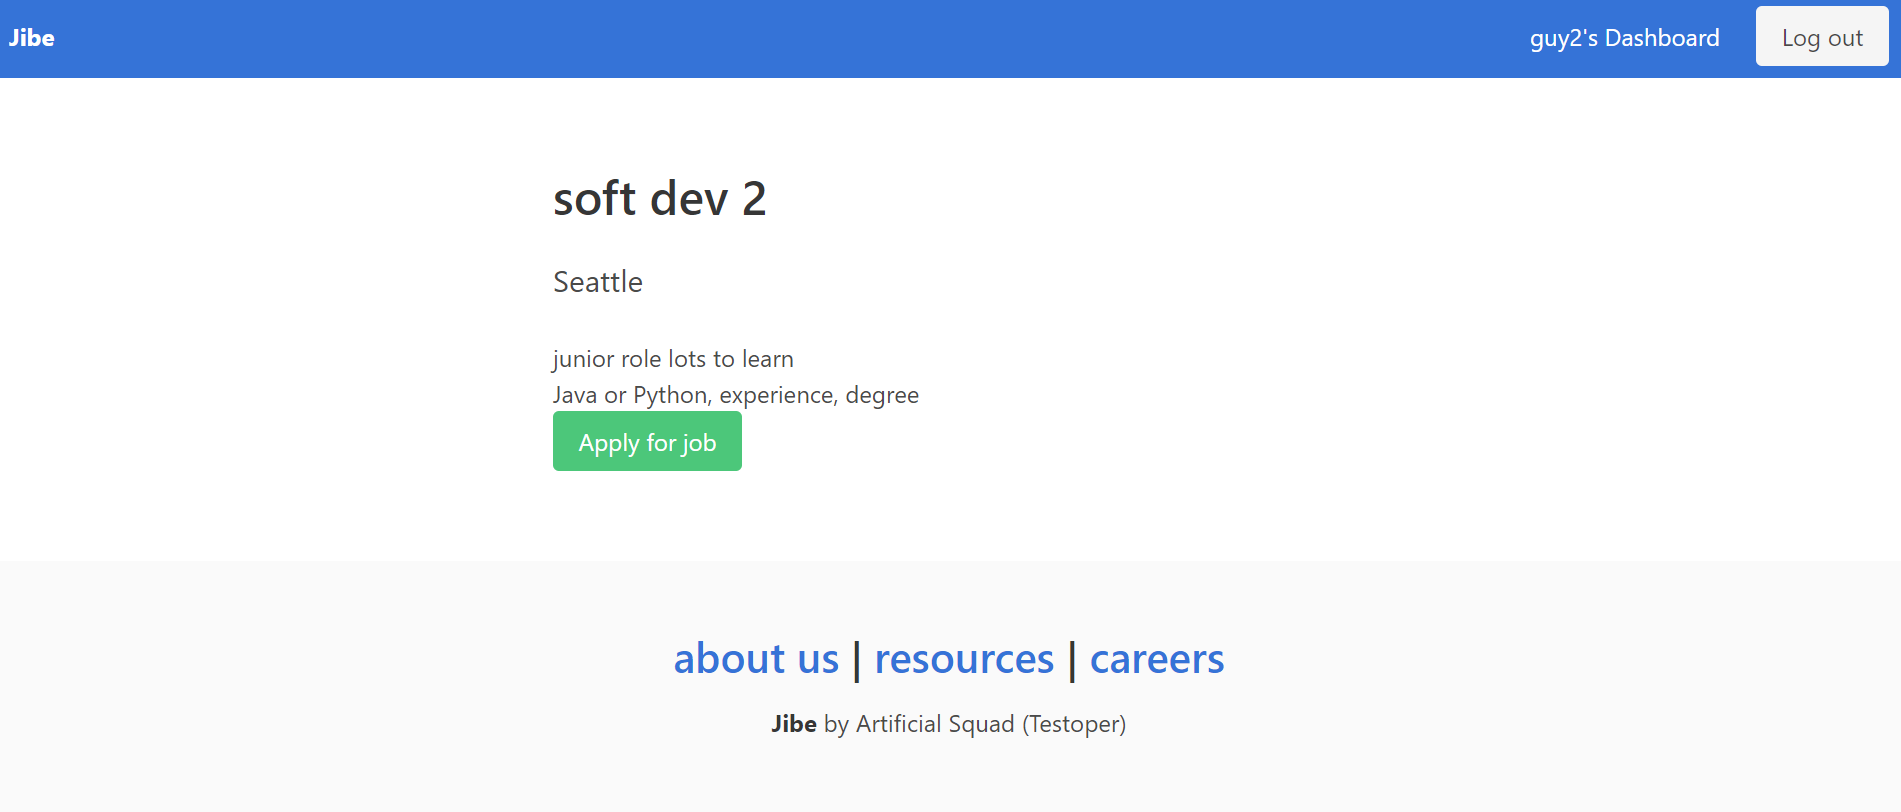 Jibe
guy2's Dashboard
Log out
soft dev 2
Seattle
junior role lots to learn
Java or Python, experience, degree
Apply for job
about us | resources | careers
Jibe by Artificial Squad (Testoper)